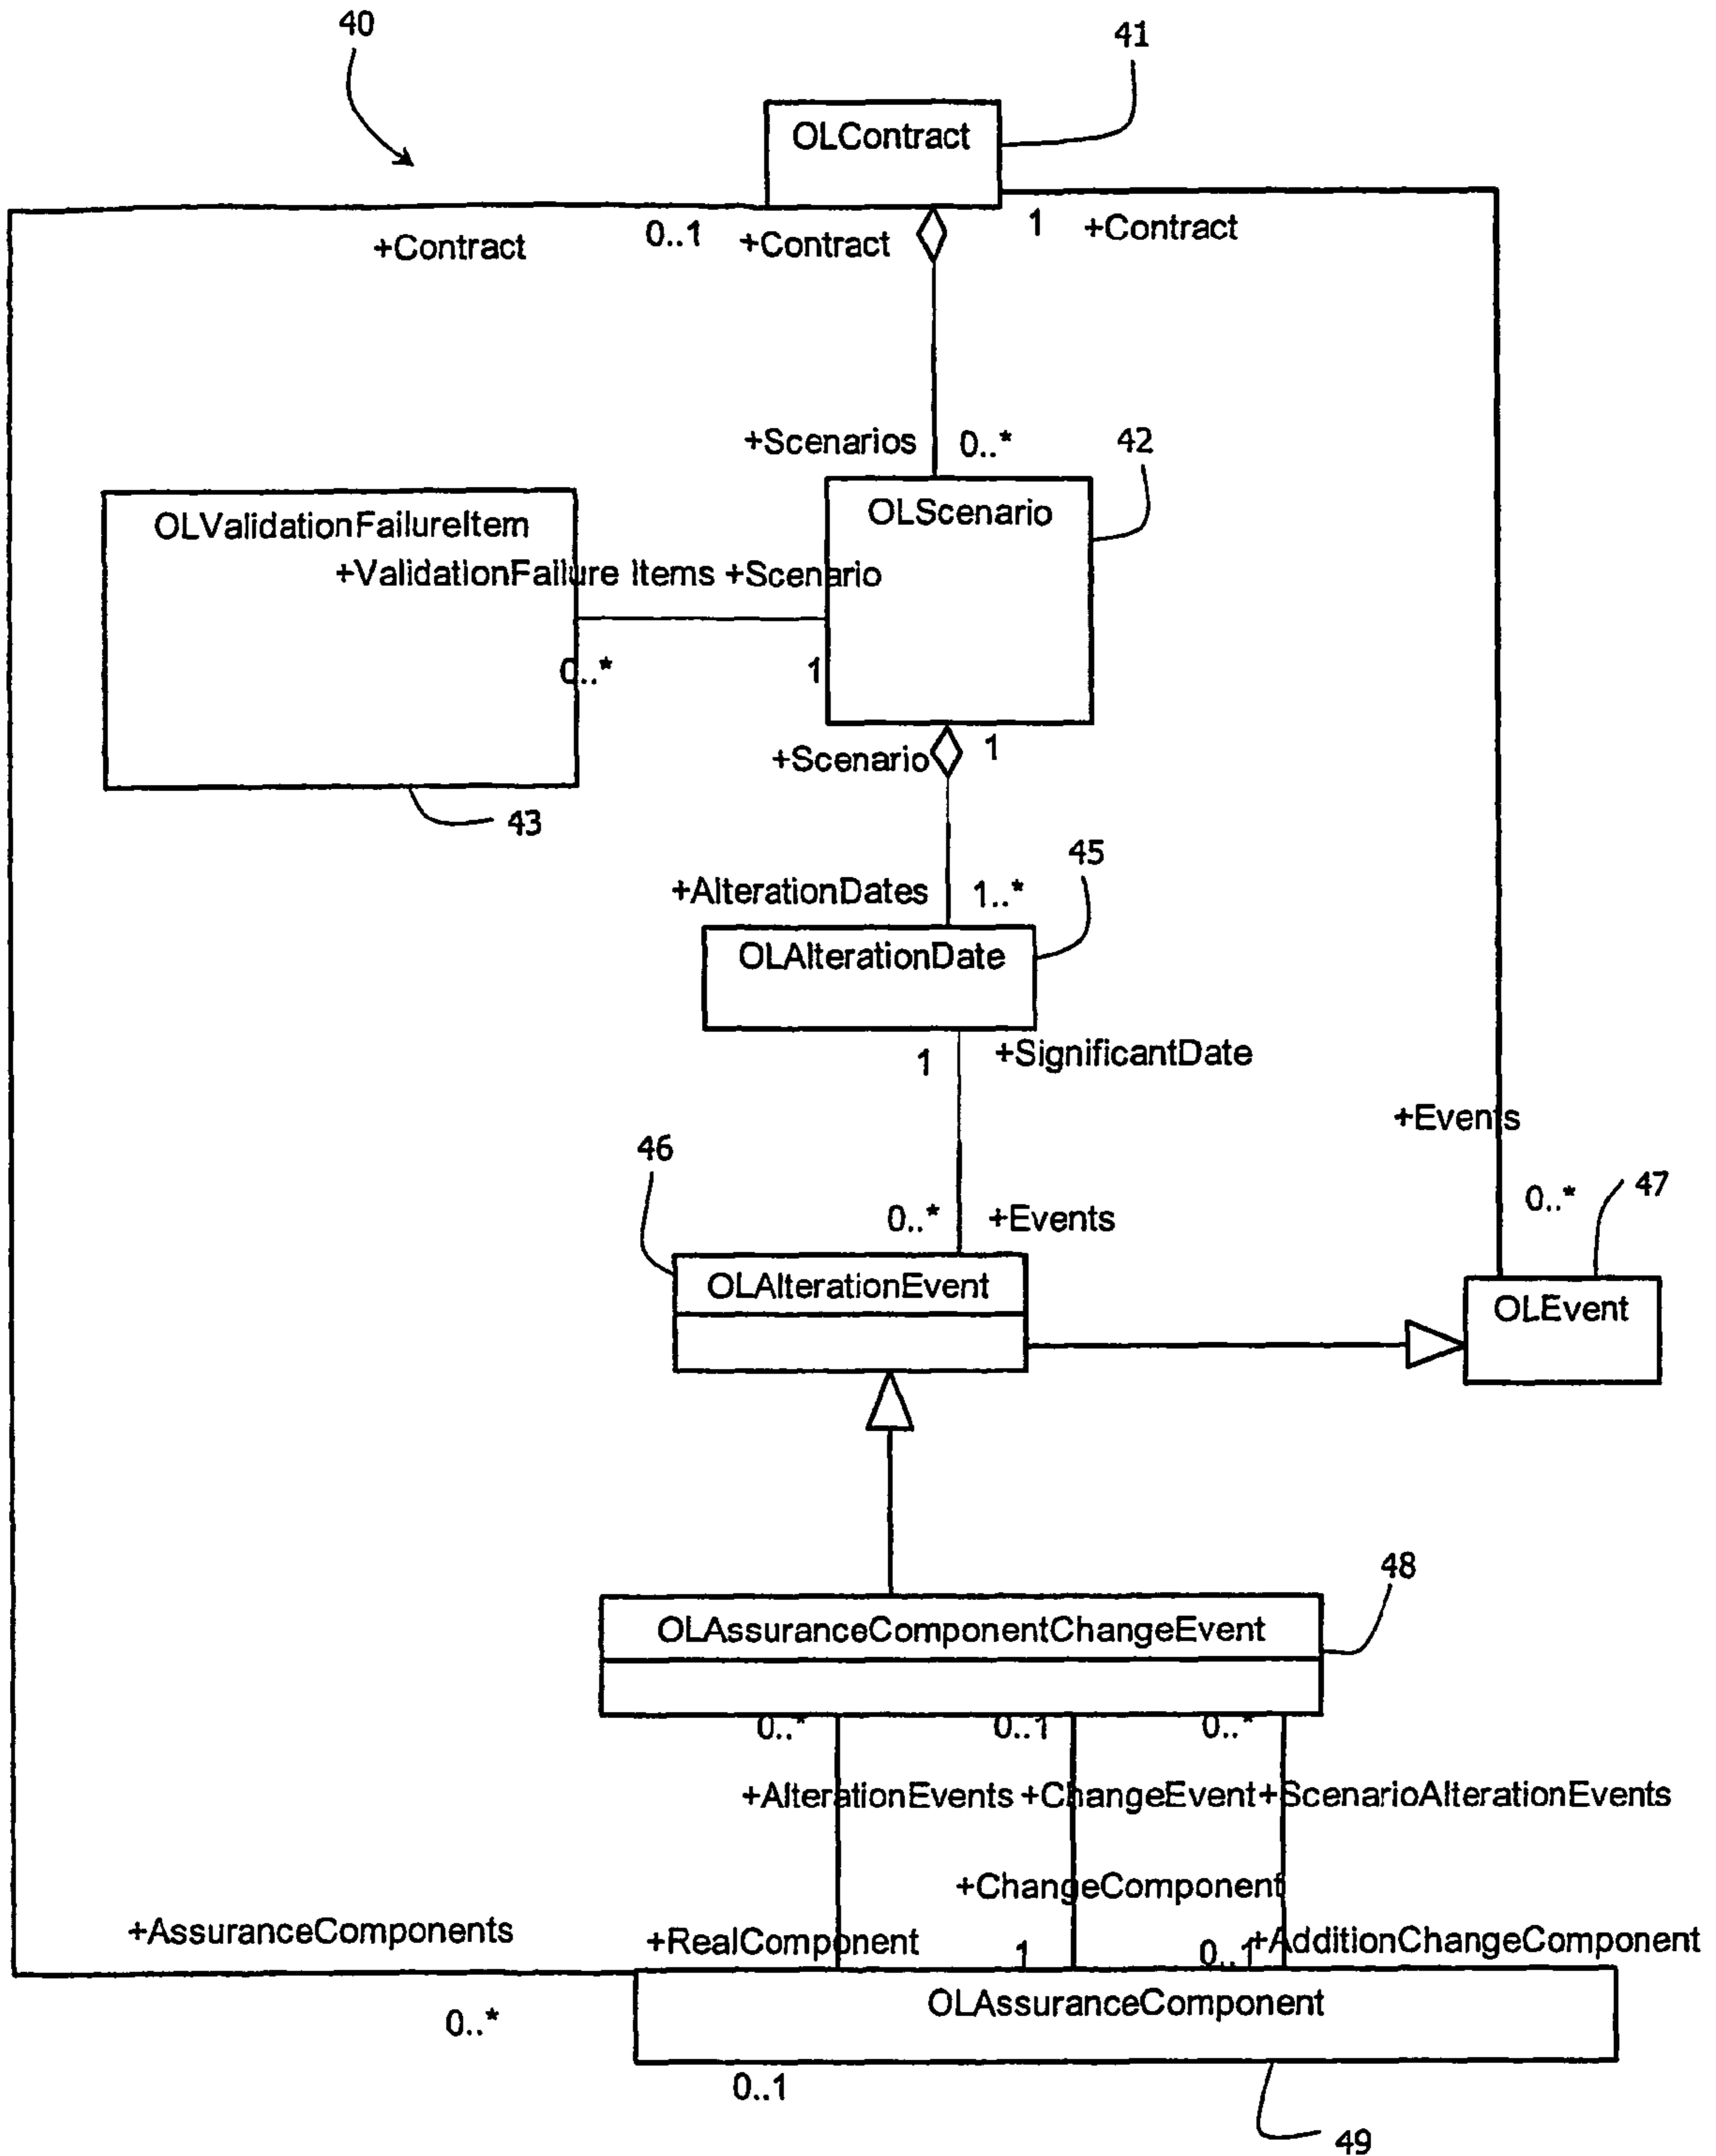 40
41
OLContract
+Contract
0..1
+Contract
1
+Contract
+Scenarios
0..*
42
OLValidationFailureItem
OLScenario
+ValidationFailure Items
+Scenario
0..*
1
+Scenario
1
43
45
+AlterationDates
1..*
OLAlterationDate
1
+SignificantDate
+Events
46
47
0..*
0..*
+Events
OLAlterationEvent
OLEvent
48
OLAssuranceComponentChangeEvent
0..*
0..1
0..*
+AlterationEvents
+ChangeEvent
+ScenarioAlterationEvents
+ChangeComponent
+AssuranceComponents
+RealComponent
1
0..1
+AdditionChangeComponent
OLAssuranceComponent
0..*
0..1
49